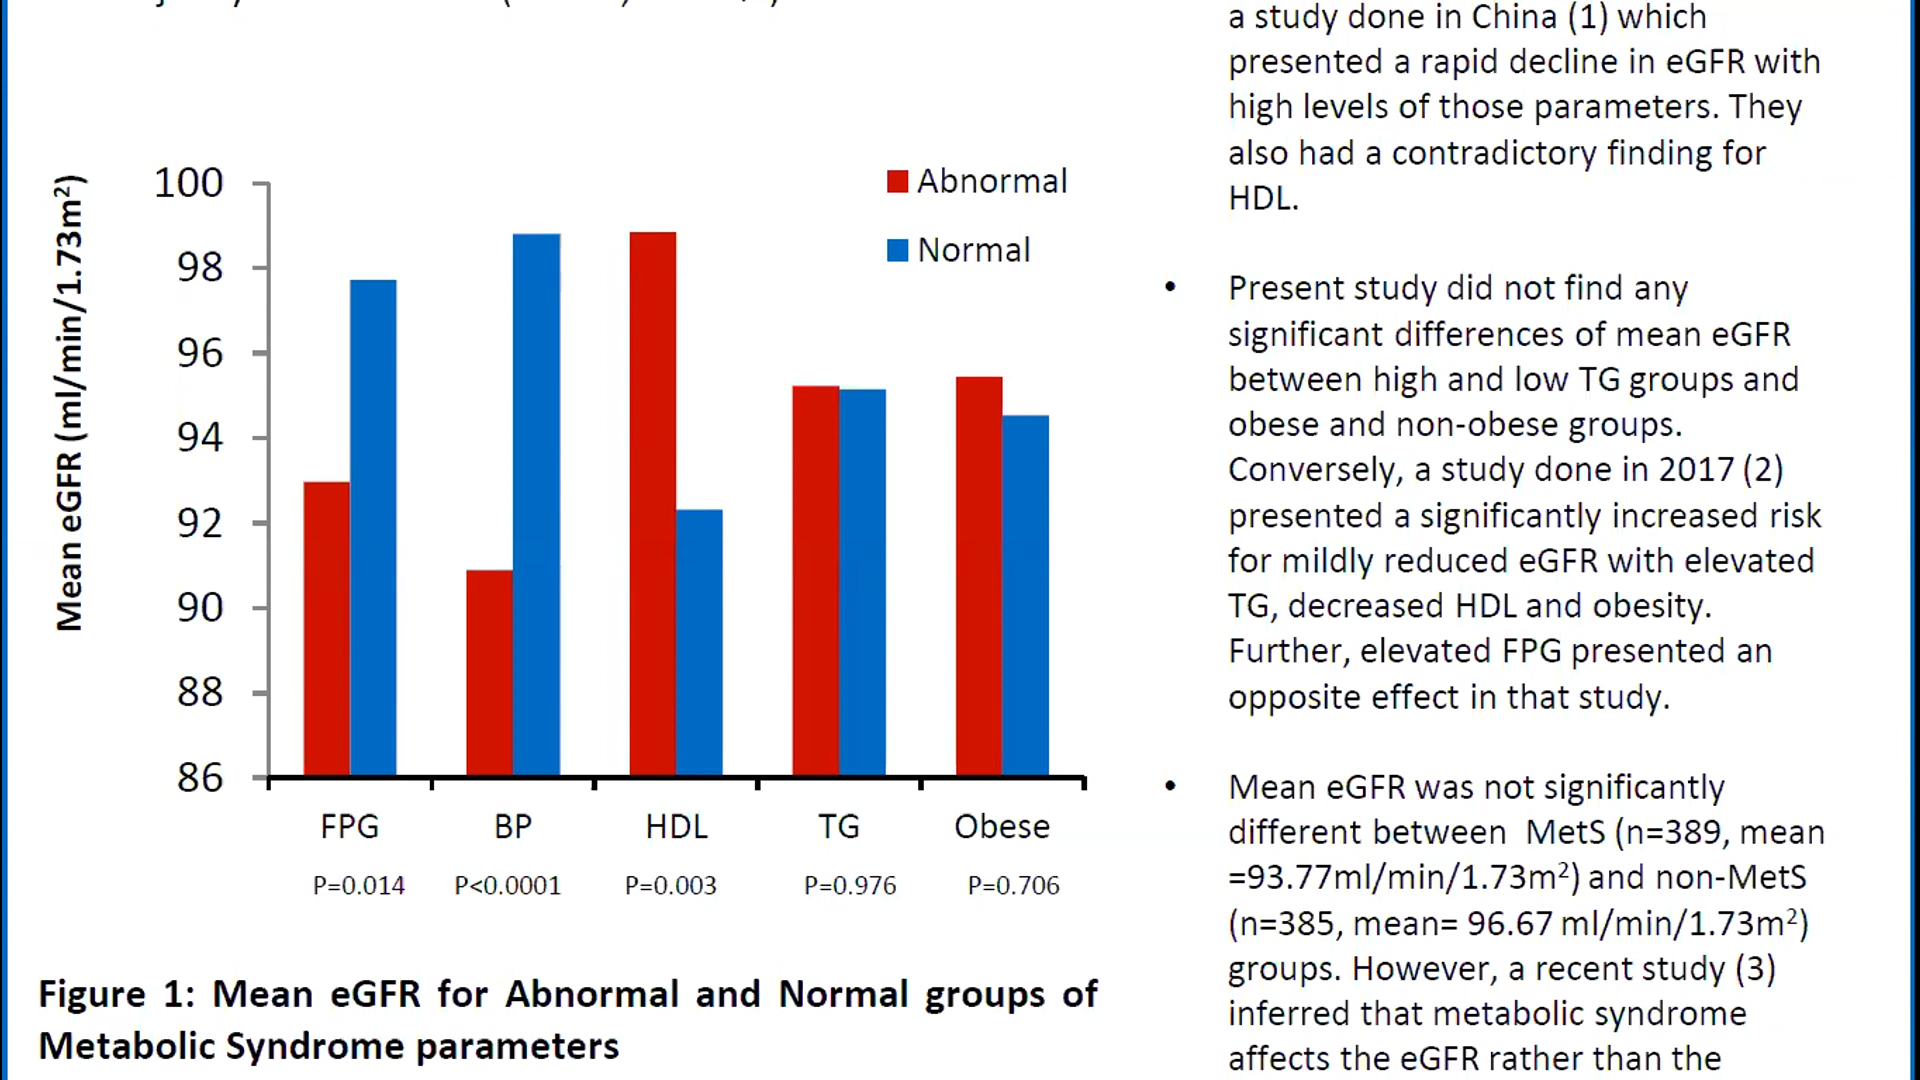 a study done in China (1) which
presented a rapid decline in eGFR with
high levels of those parameters. They
also had a contradictory finding for
HDL.
• Present study did not find any
significant differences of mean eGFR
between high and low TG groups and
obese and non-obese groups.
Conversely, a study done in 2017 (2)
presented a significantly increased risk
for mildly reduced eGFR with elevated
TG, decreased HDL and obesity.
Further, elevated FPG presented an
opposite effect in that study.
• Mean eGFR was not significantly
different between MetS (n=389, mean
=93.77ml/min/1.73m²) and non-MetS
(n=385, mean= 96.67 ml/min/1.73m²)
groups. However, a recent study (3)
inferred that metabolic syndrome
affects the eGFR rather than the
Mean eGFR (ml/min/1.73m²)
100
98
96
94
92
90
88
86
Abnormal
Normal
FPG BP HDL TG Obese
P=0.014 P<0.0001 P=0.003 P=0.976 P=0.706
Figure 1: Mean eGFR for Abnormal and Normal groups of
Metabolic Syndrome parameters